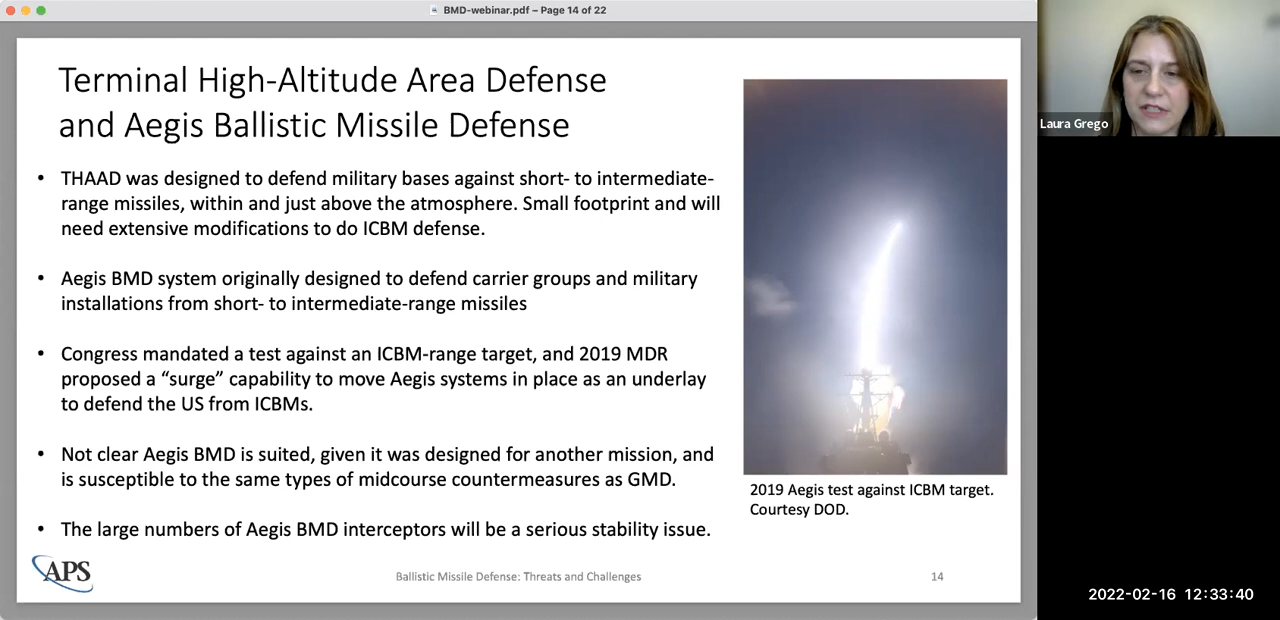 BMD-webinar.pdf – Page 14 of 22
Terminal High-Altitude Area Defense
and Aegis Ballistic Missile Defense
• THAAD was designed to defend military bases against short- to intermediate-
range missiles, within and just above the atmosphere. Small footprint and will
need extensive modifications to do ICBM defense.
• Aegis BMD system originally designed to defend carrier groups and military
installations from short- to intermediate-range missiles
• Congress mandated a test against an ICBM-range target, and 2019 MDR
proposed a “surge” capability to move Aegis systems in place as an underlay
to defend the US from ICBMs.
• Not clear Aegis BMD is suited, given it was designed for another mission, and
is susceptible to the same types of midcourse countermeasures as GMD.
• The large numbers of Aegis BMD interceptors will be a serious stability issue.
2019 Aegis test against ICBM target.
Courtesy DOD.
APS
Ballistic Missile Defense: Threats and Challenges
14
Laura Grego
2022-02-16 12:33:40